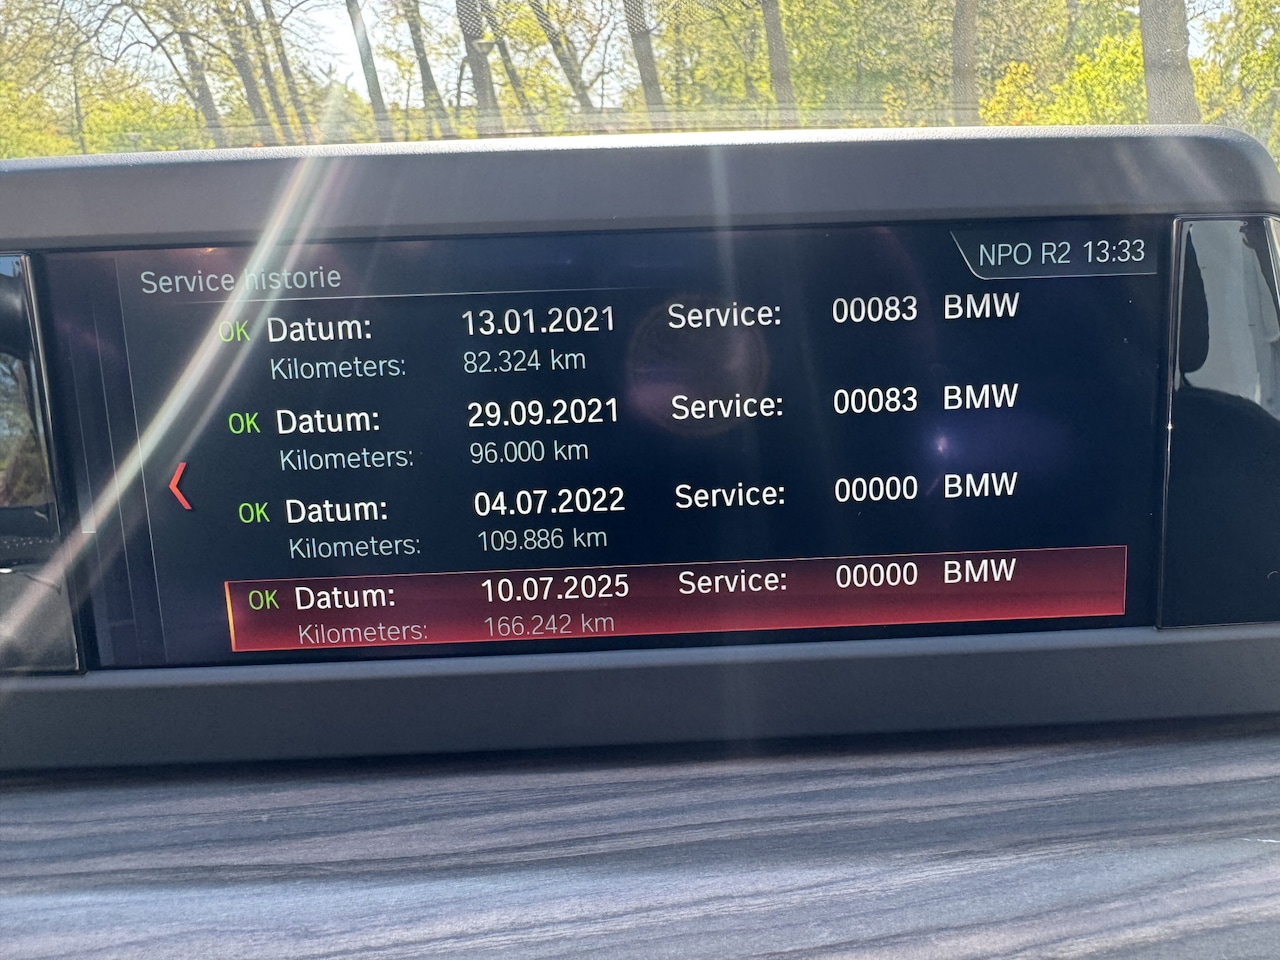 NPO R2 13:33
Service historie
OK Datum: 13.01.2021 Service: 00083 BMW
Kilometers: 82.324 km
OK Datum: 29.09.2021 Service: 00083 BMW
Kilometers: 96.000 km
OK Datum: 04.07.2022 Service: 00000 BMW
Kilometers: 109.886 km
OK Datum: 10.07.2025 Service: 00000 BMW
Kilometers: 166.242 km